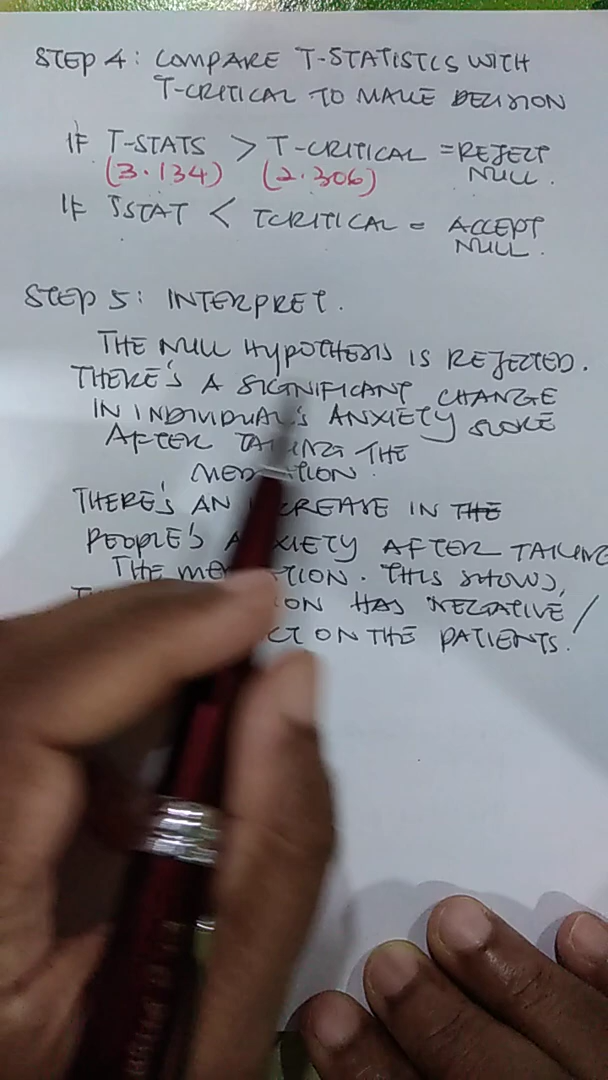 STEP 4: COMPARE T-STATISTCS WITH
T-CRITICAL TO MAKE DECISION
IF T-STATS > T-CRITICAL = REJECT
(3.134) (2.306) NULL.
IF TSTAT < TCRITICAL = ACCEPT
NULL.
STEP 5: INTERPRET.
THE NULL HYPOTHESIS IS REJECTED.
THERE'S A SIGNIFICANT CHANGE
IN INDIVIDUAL'S ANXIETY SCORE
AFTER TAKING THE
THERE'S AN IN THE
PEOPLE'S AFTER TAKING
THE THIS SHOWS,
HAS NEGATIVE/
ON THE PATIENTS.